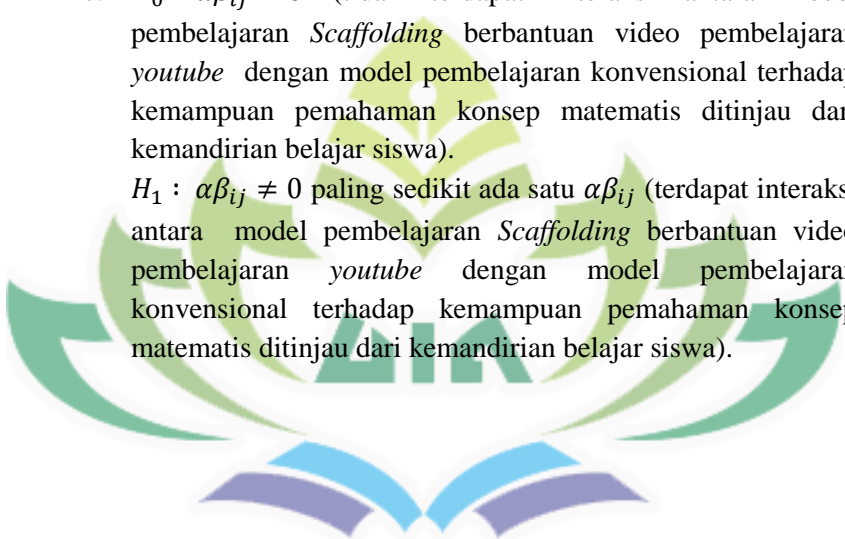 pembelajaran Scaffolding berbantuan video pembelajaran
youtube dengan model pembelajaran konvensional terhadap
kemampuan pemahaman konsep matematis ditinjau dari
kemandirian belajar siswa).
H₁ : αβᵢⱼ ≠ 0 paling sedikit ada satu αβᵢⱼ (terdapat interaksi
antara model pembelajaran Scaffolding berbantuan video
pembelajaran youtube dengan model pembelajaran
konvensional terhadap kemampuan pemahaman konsep
matematis ditinjau dari kemandirian belajar siswa).